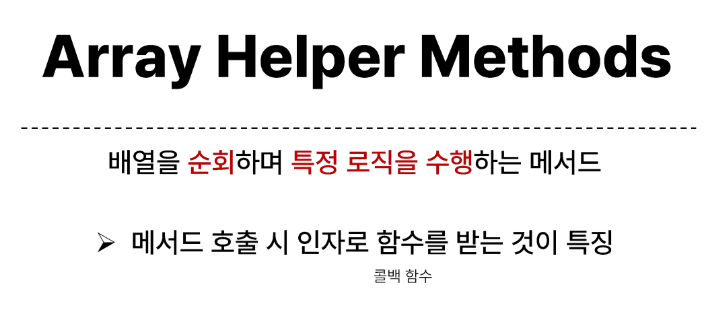 Array Helper Methods
배열을 순회하며 특정 로직을 수행하는 메서드
➢ 메서드 호출 시 인자로 함수를 받는 것이 특징
콜백 함수